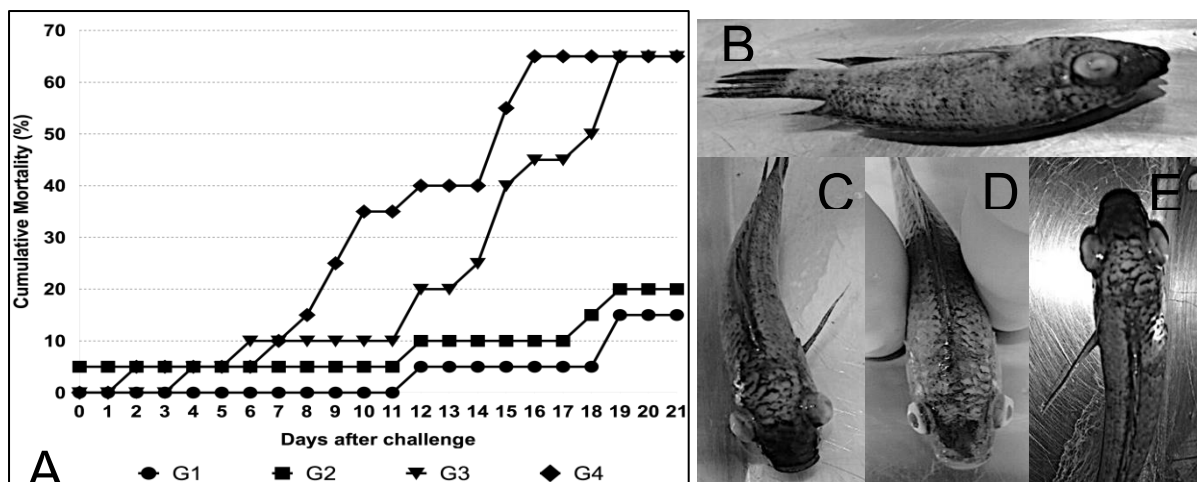 Cumulative Mortality (%)
70
60
50
40
30
20
10
0
0 1 2 3 4 5 6 7 8 9 10 11 12 13 14 15 16 17 18 19 20 21
Days after challenge
G1 G2 G3 G4
A
B
C
D
E